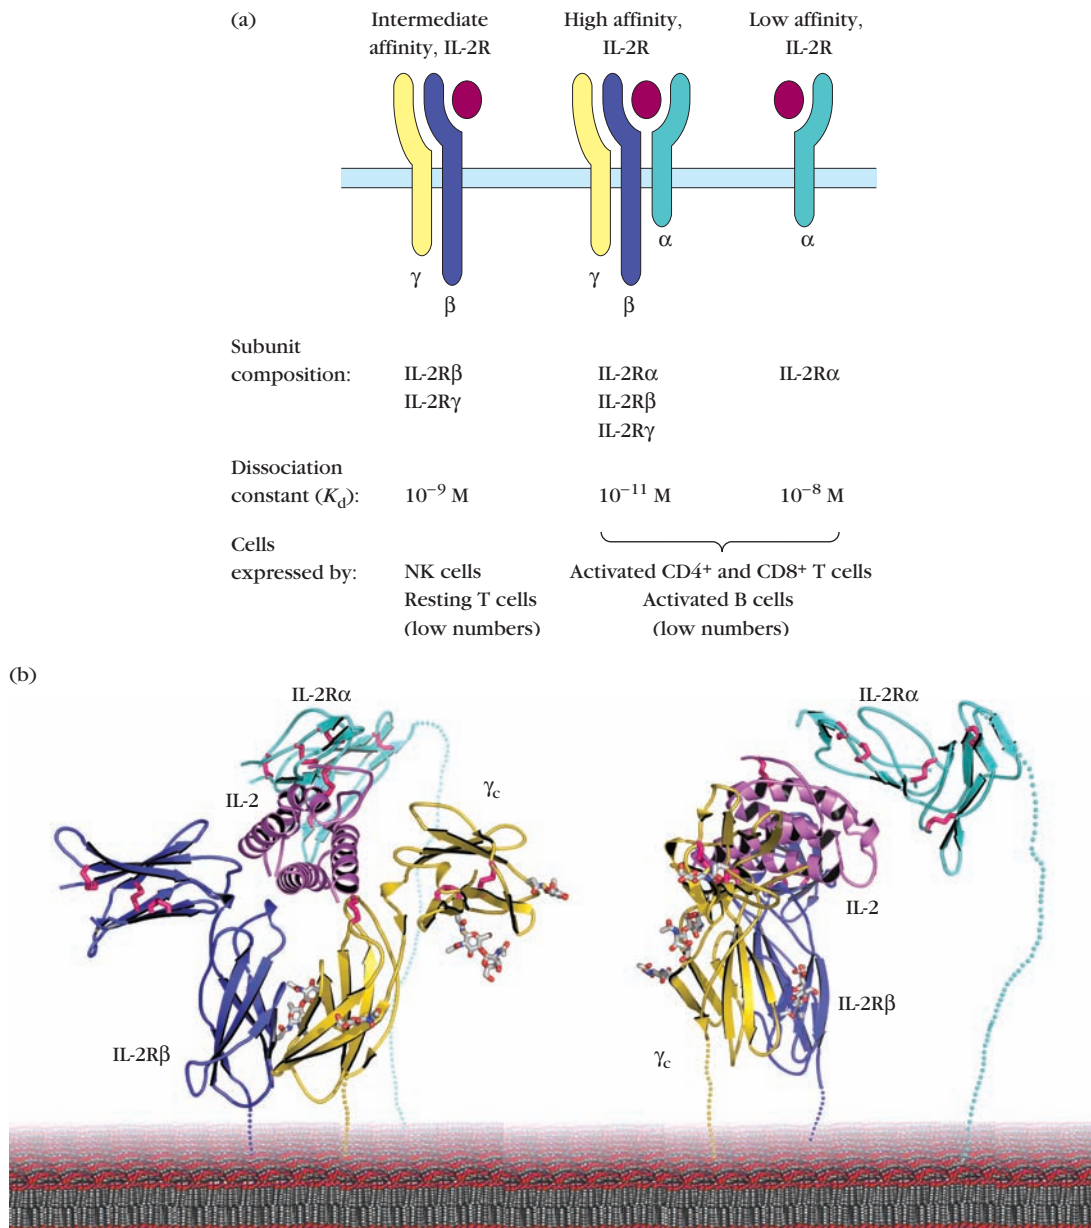 (a)
Intermediate affinity, IL-2R
High affinity, IL-2R
Low affinity, IL-2R
γ
β
γ
β
α
α
Subunit composition:
IL-2Rβ
IL-2Rγ
IL-2Rα
IL-2Rβ
IL-2Rγ
IL-2Rα
Dissociation constant (K_d):
10⁻⁹ M
10⁻¹¹ M
10⁻⁸ M
Cells expressed by:
NK cells
Resting T cells
(low numbers)
Activated CD4⁺ and CD8⁺ T cells
Activated B cells
(low numbers)
(b)
IL-2Rα
IL-2
γc
IL-2Rβ
IL-2Rα
IL-2
IL-2Rβ
γc